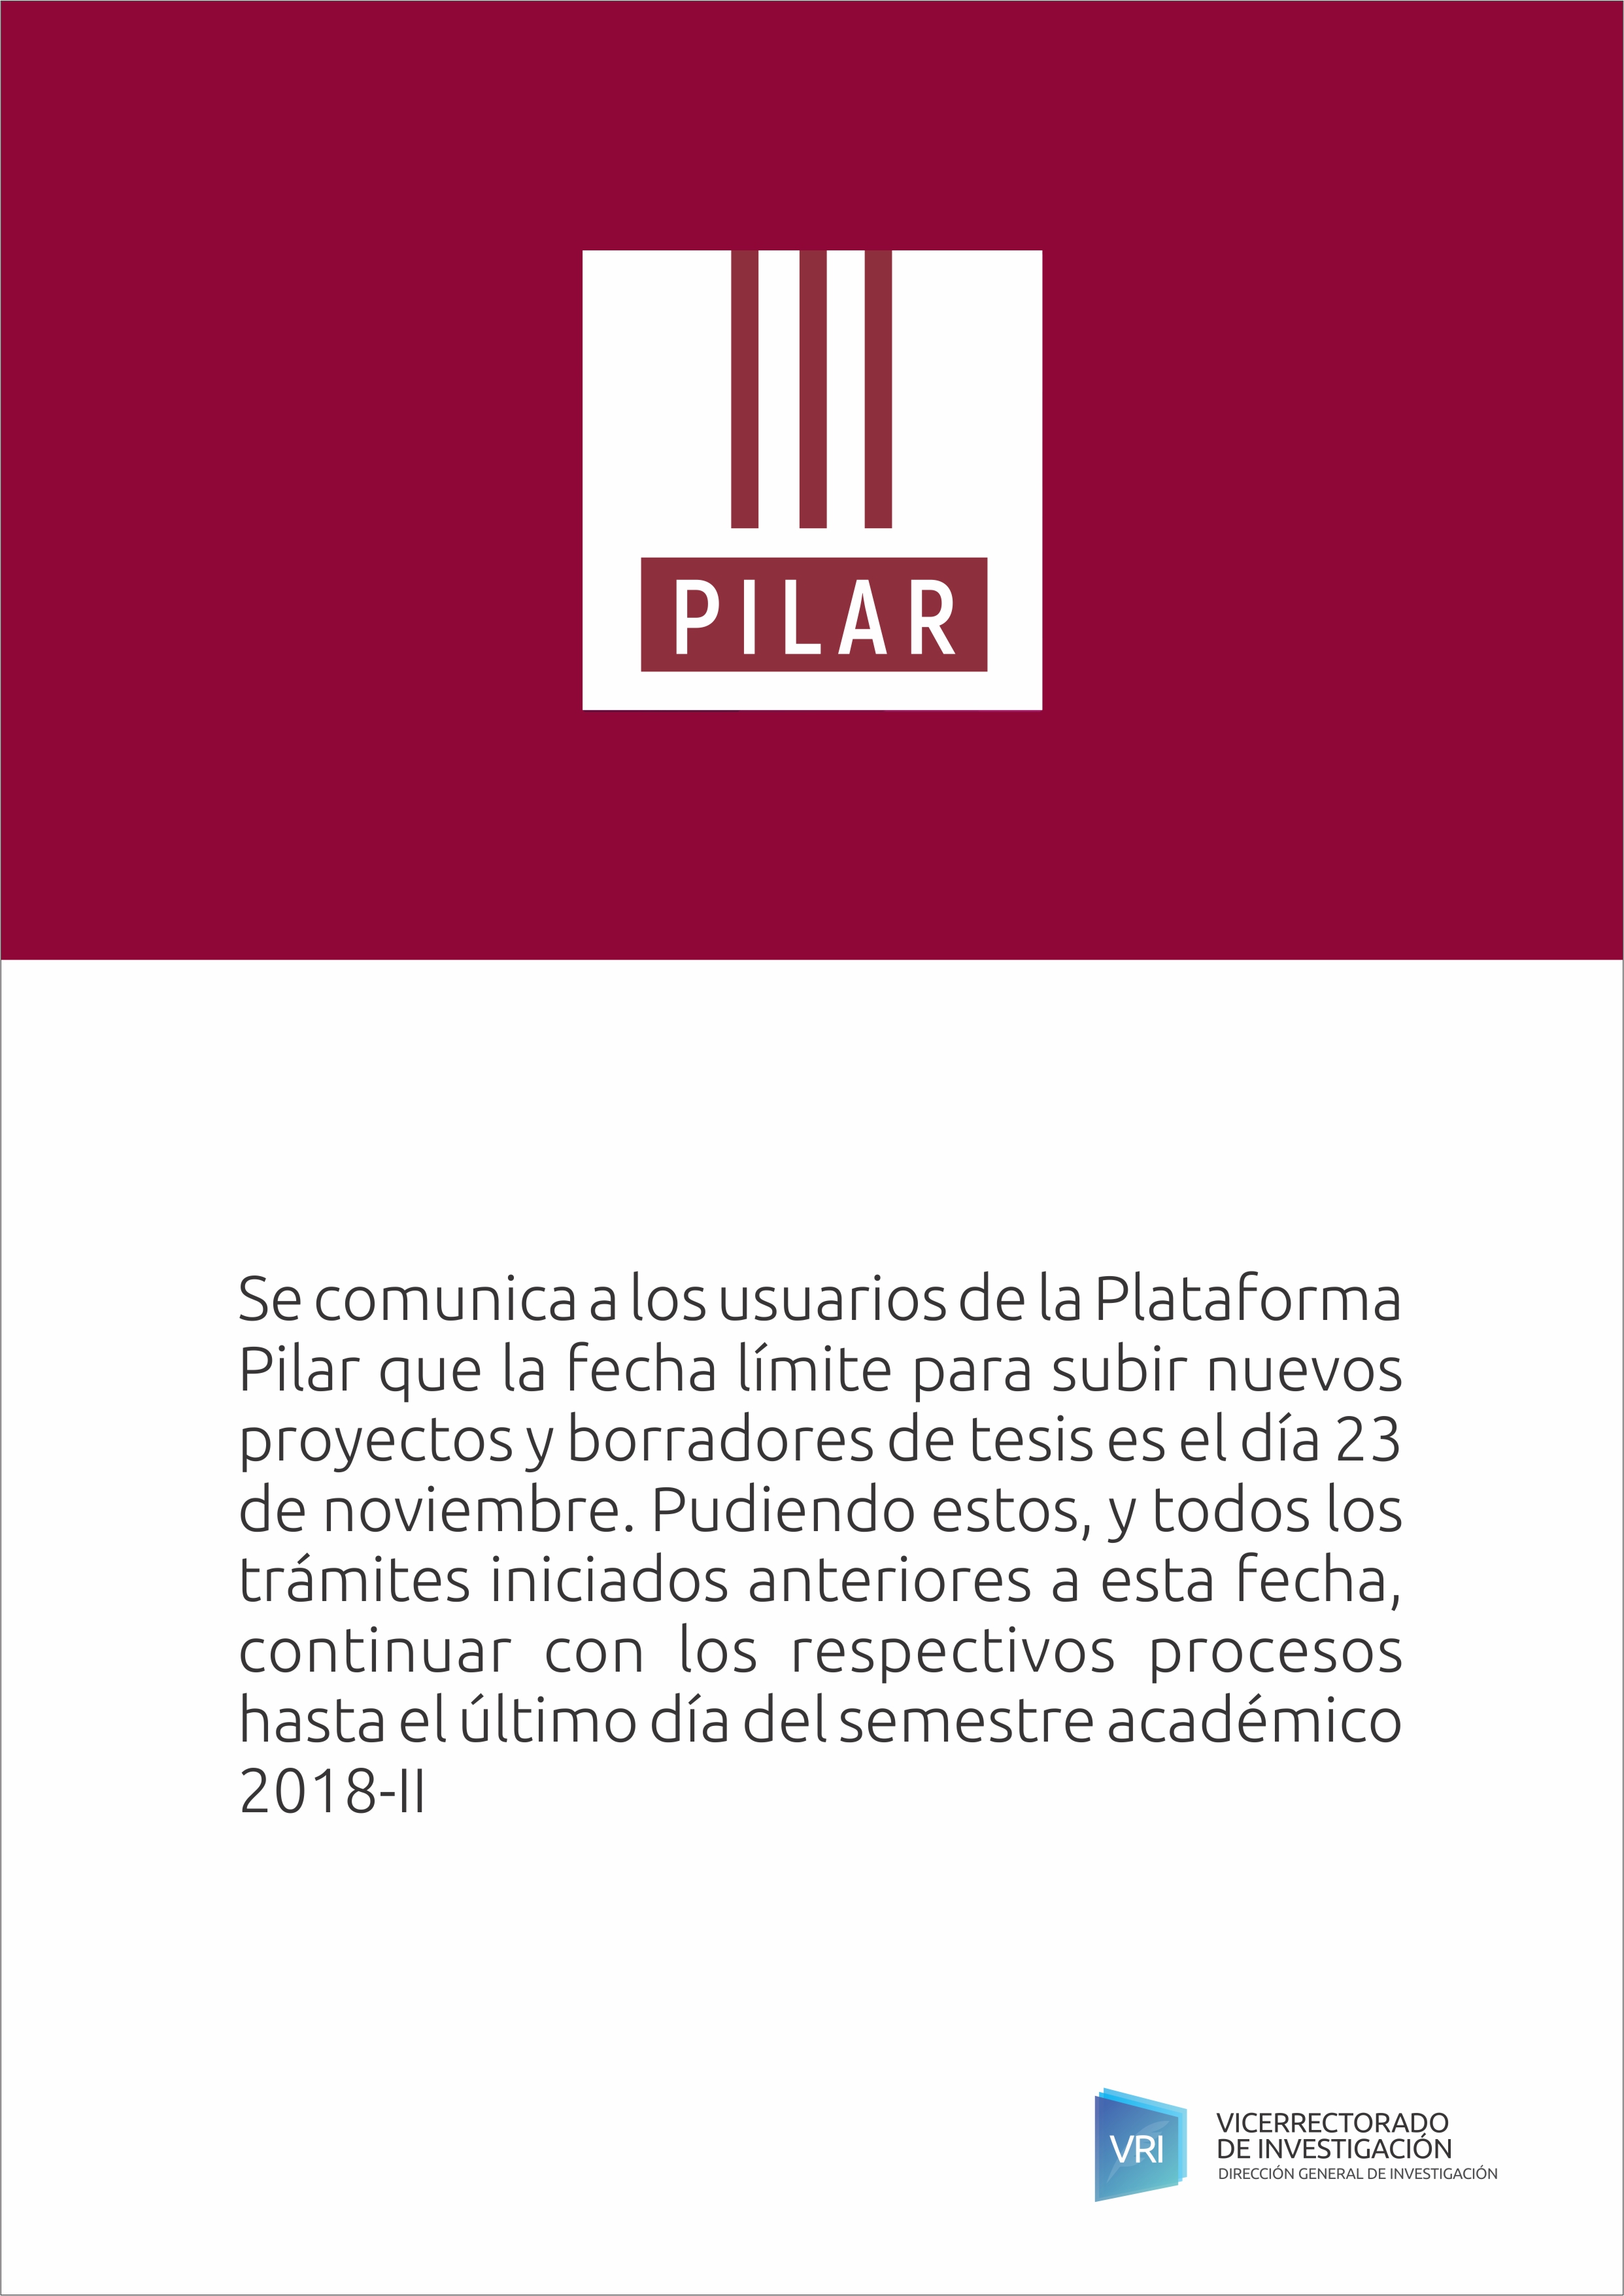 PILAR
Se comunica a los usuarios de la Plataforma
Pilar que la fecha límite para subir nuevos
proyectos y borradores de tesis es el día 23
de noviembre. Pudiendo estos, y todos los
trámites iniciados anteriores a esta fecha,
continuar con los respectivos procesos
hasta el último día del semestre académico
2018-II
VRI
VICERRECTORADO
DE INVESTIGACIÓN
DIRECCIÓN GENERAL DE INVESTIGACIÓN